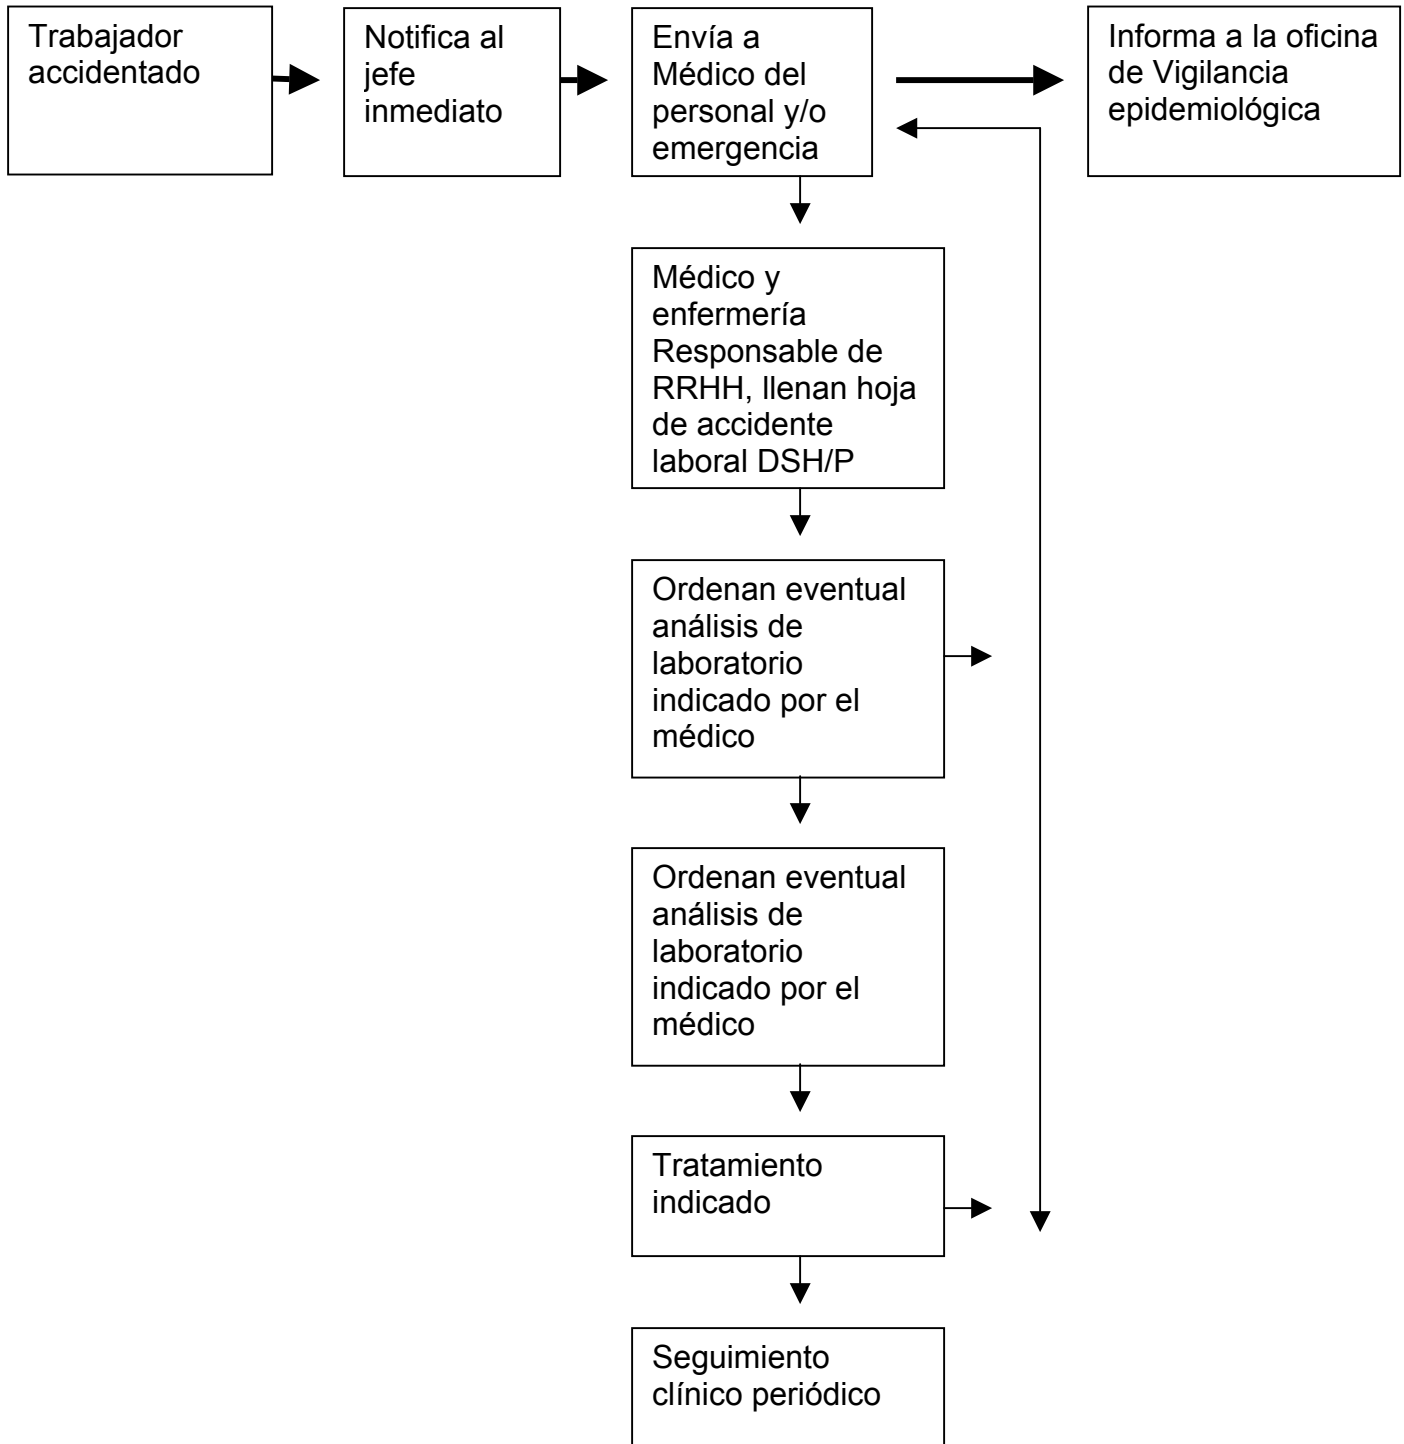 Trabajador
accidentado
Notifica al
jefe
inmediato
Envía a
Médico del
personal y/o
emergencia
Informa a la oficina
de Vigilancia
epidemiológica
Médico y
enfermería
Responsable de
RRHH, llenan hoja
de accidente
laboral DSH/P
Ordenan eventual
análisis de
laboratorio
indicado por el
médico
Ordenan eventual
análisis de
laboratorio
indicado por el
médico
Tratamiento
indicado
Seguimiento
clínico periódico